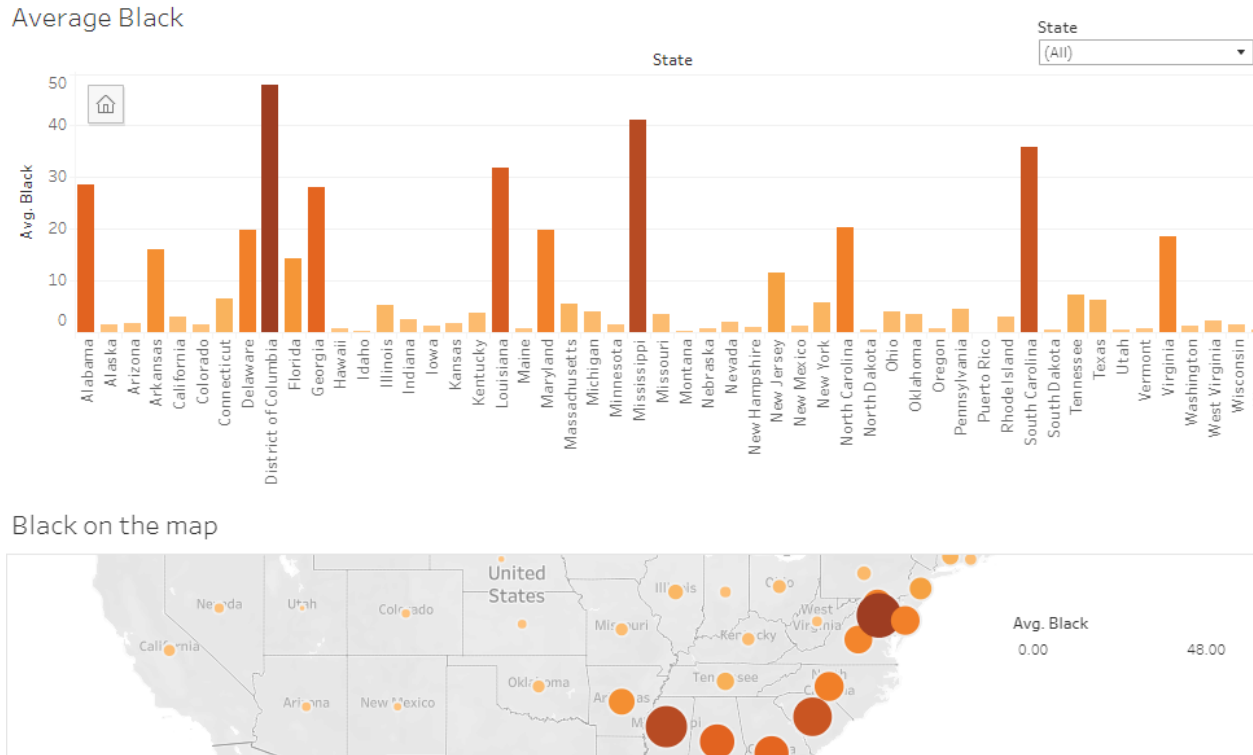 Average Black
State
(All)
State
Avg. Black
50
40
30
20
10
0
Alabama
Alaska
Arizona
Arkansas
California
Colorado
Connecticut
Delaware
District of Columbia
Florida
Georgia
Hawaii
Idaho
Illinois
Indiana
Iowa
Kansas
Kentucky
Louisiana
Maine
Maryland
Massachusetts
Michigan
Minnesota
Mississippi
Missouri
Montana
Nebraska
Nevada
New Hampshire
New Jersey
New Mexico
New York
North Carolina
North Dakota
Ohio
Oklahoma
Oregon
Pennsylvania
Puerto Rico
Rhode Island
South Carolina
South Dakota
Tennessee
Texas
Utah
Vermont
Virginia
Washington
West Virginia
Wisconsin
Black on the map
United
States
Nevada
Utah
Colorado
California
Arizona
New Mexico
Oklahoma
Missouri
Illinois
Ohio
West
Virginia
Kentucky
Tennessee
Avg. Black
0.00
48.00